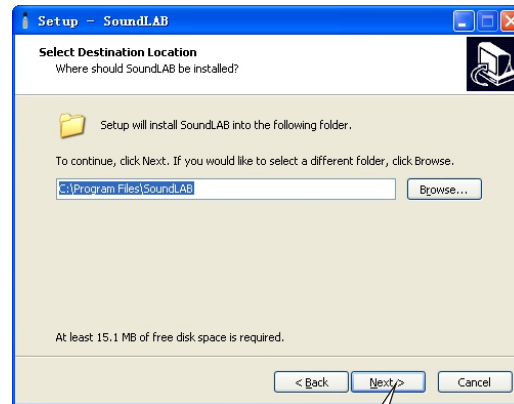 Setup - SoundLAB
Select Destination Location
Where should SoundLAB be installed?
Setup will install SoundLAB into the following folder.
To continue, click Next. If you would like to select a different folder, click Browse.
C:\Program Files\SoundLAB
Browse...
At least 15.1 MB of free disk space is required.
< Back
Next >
Cancel